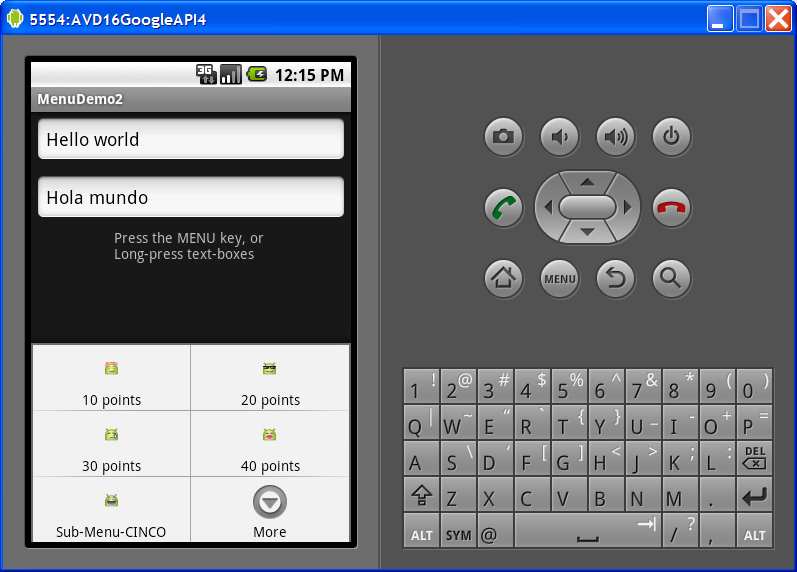 5554:AVD16GoogleAPI4
3G 12:15 PM
MenuDemo2
Hello world
Hola mundo
Press the MENU key, or
Long-press text-boxes
10 points 20 points
30 points 40 points
Sub-Menu-CINCO More
MENU
1 ! 2 @ 3 # 4 $ 5 % 6 ^ 7 & 8 * 9 ( 0 )
Q | W ~ E “ R ` T { Y } U _ I - O + P =
A S \ D ‘ F [ G ] H < J > K ; L : DEL
Z X C V B N M .
ALT SYM @ / ? , ALT